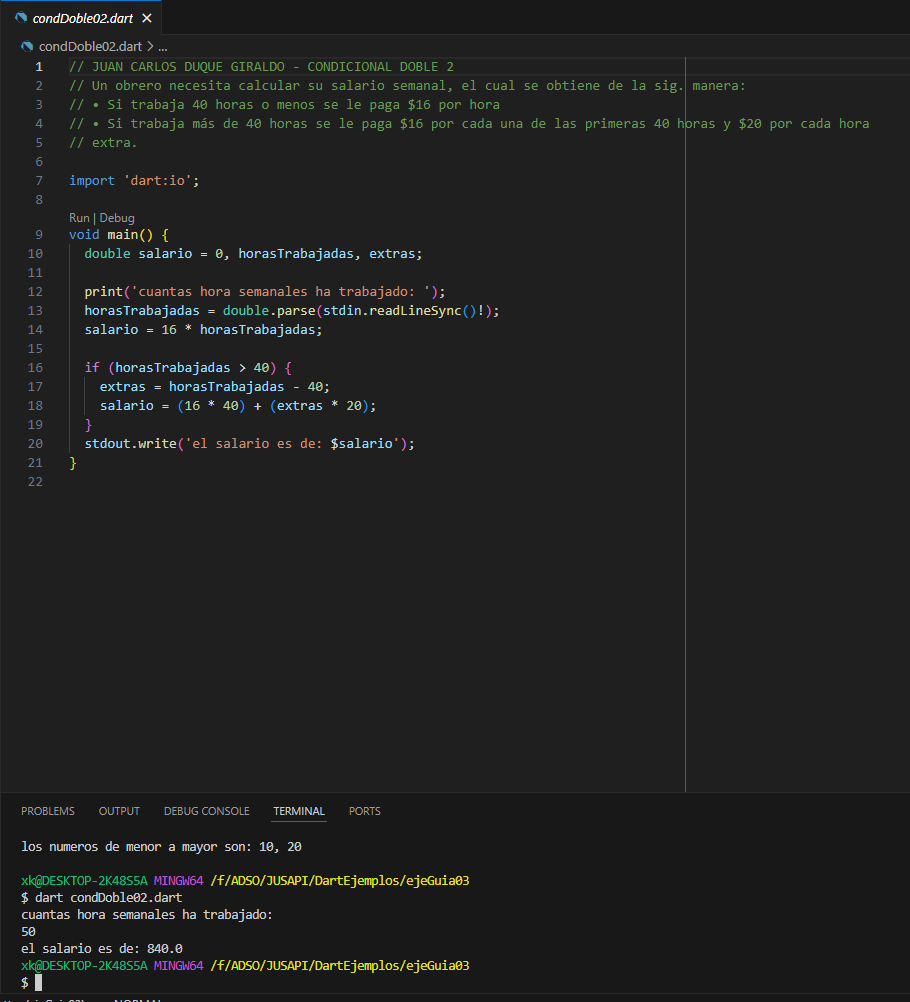 condDoble02.dart ×
condDoble02.dart > ...
1 // JUAN CARLOS DUQUE GIRALDO - CONDICIONAL DOBLE 2
2 // Un obrero necesita calcular su salario semanal, el cual se obtiene de la sig. manera:
3 // • Si trabaja 40 horas o menos se le paga $16 por hora
4 // • Si trabaja más de 40 horas se le paga $16 por cada una de las primeras 40 horas y $20 por cada hora
5 // extra.
6
7 import 'dart:io';
8
Run | Debug
9 void main() {
10   double salario = 0, horasTrabajadas, extras;
11
12   print('cuantas hora semanales ha trabajado: ');
13   horasTrabajadas = double.parse(stdin.readLineSync()!);
14   salario = 16 * horasTrabajadas;
15
16   if (horasTrabajadas > 40) {
17     extras = horasTrabajadas - 40;
18     salario = (16 * 40) + (extras * 20);
19   }
20   stdout.write('el salario es de: $salario');
21 }
22
PROBLEMS OUTPUT DEBUG CONSOLE TERMINAL PORTS
los numeros de menor a mayor son: 10, 20
xk@DESKTOP-2K48S5A MINGW64 /f/ADSO/JUSAPI/DartEjemplos/ejeGuia03
$ dart condDoble02.dart
cuantas hora semanales ha trabajado:
50
el salario es de: 840.0
xk@DESKTOP-2K48S5A MINGW64 /f/ADSO/JUSAPI/DartEjemplos/ejeGuia03
$